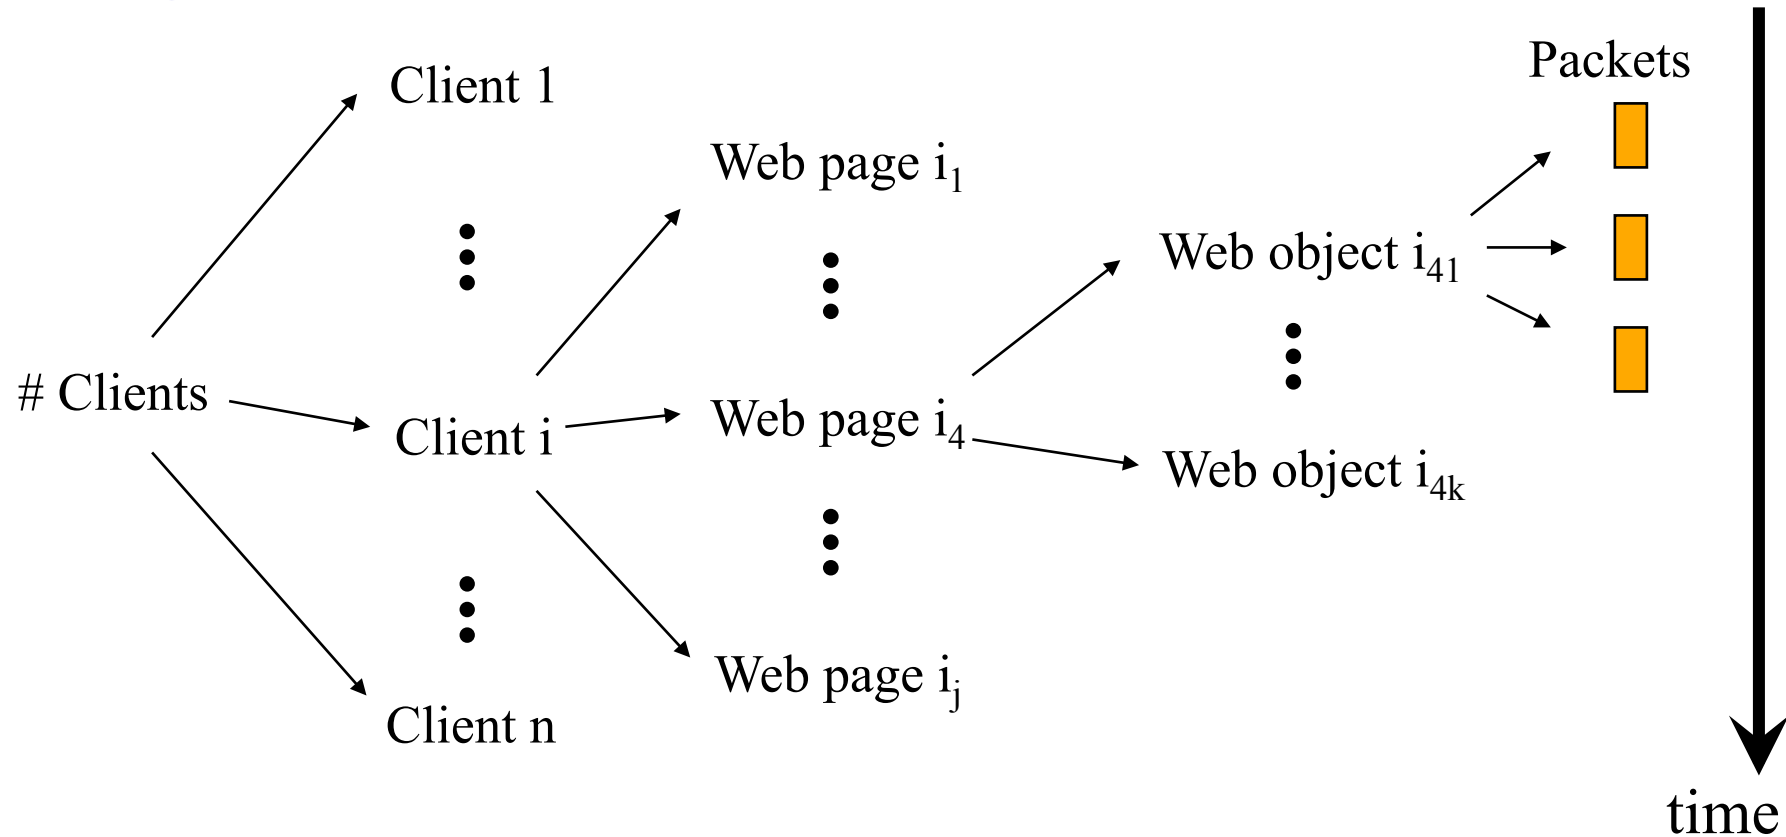 Packets
Client 1
Web page i₁
Web object i₄₁
# Clients
Client i
Web page i₄
Web object i₄ₖ
Web page iⱼ
Client n
time